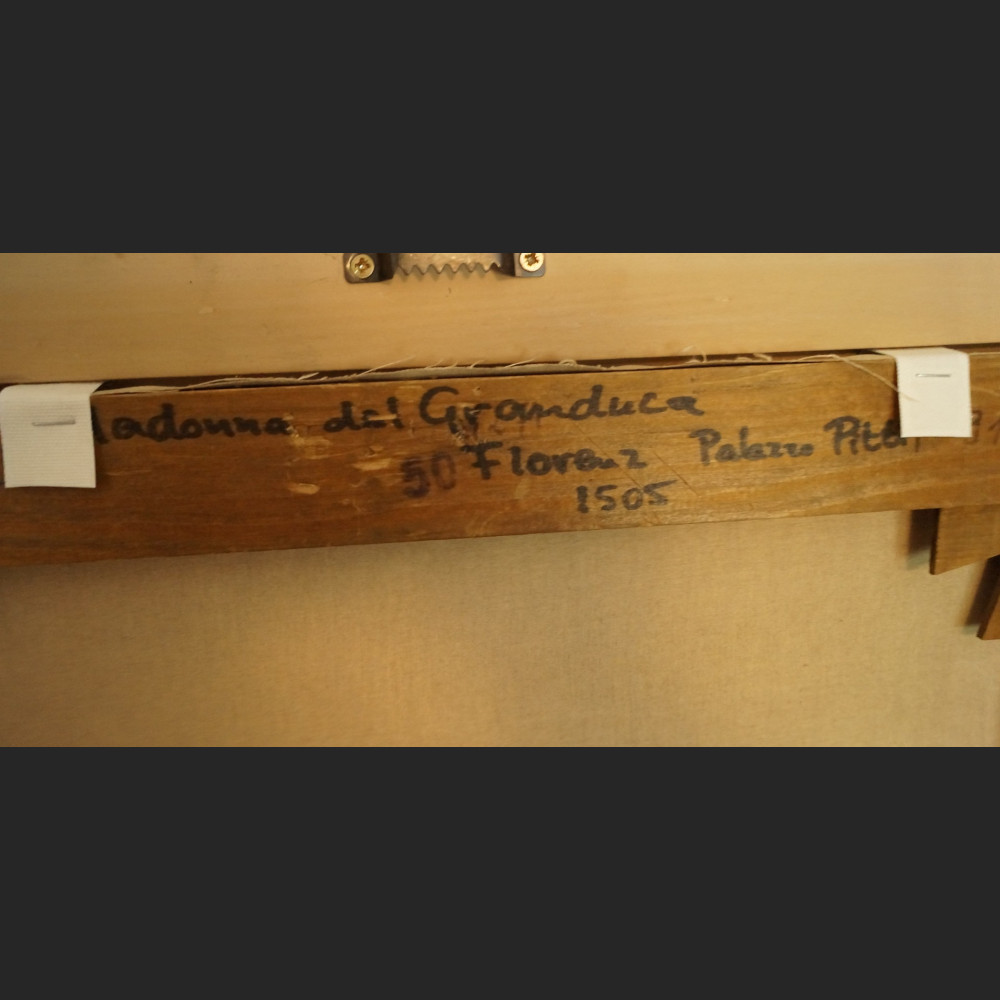 Madonna del Granduca
50 Florenz Palazzo Pitti
1505